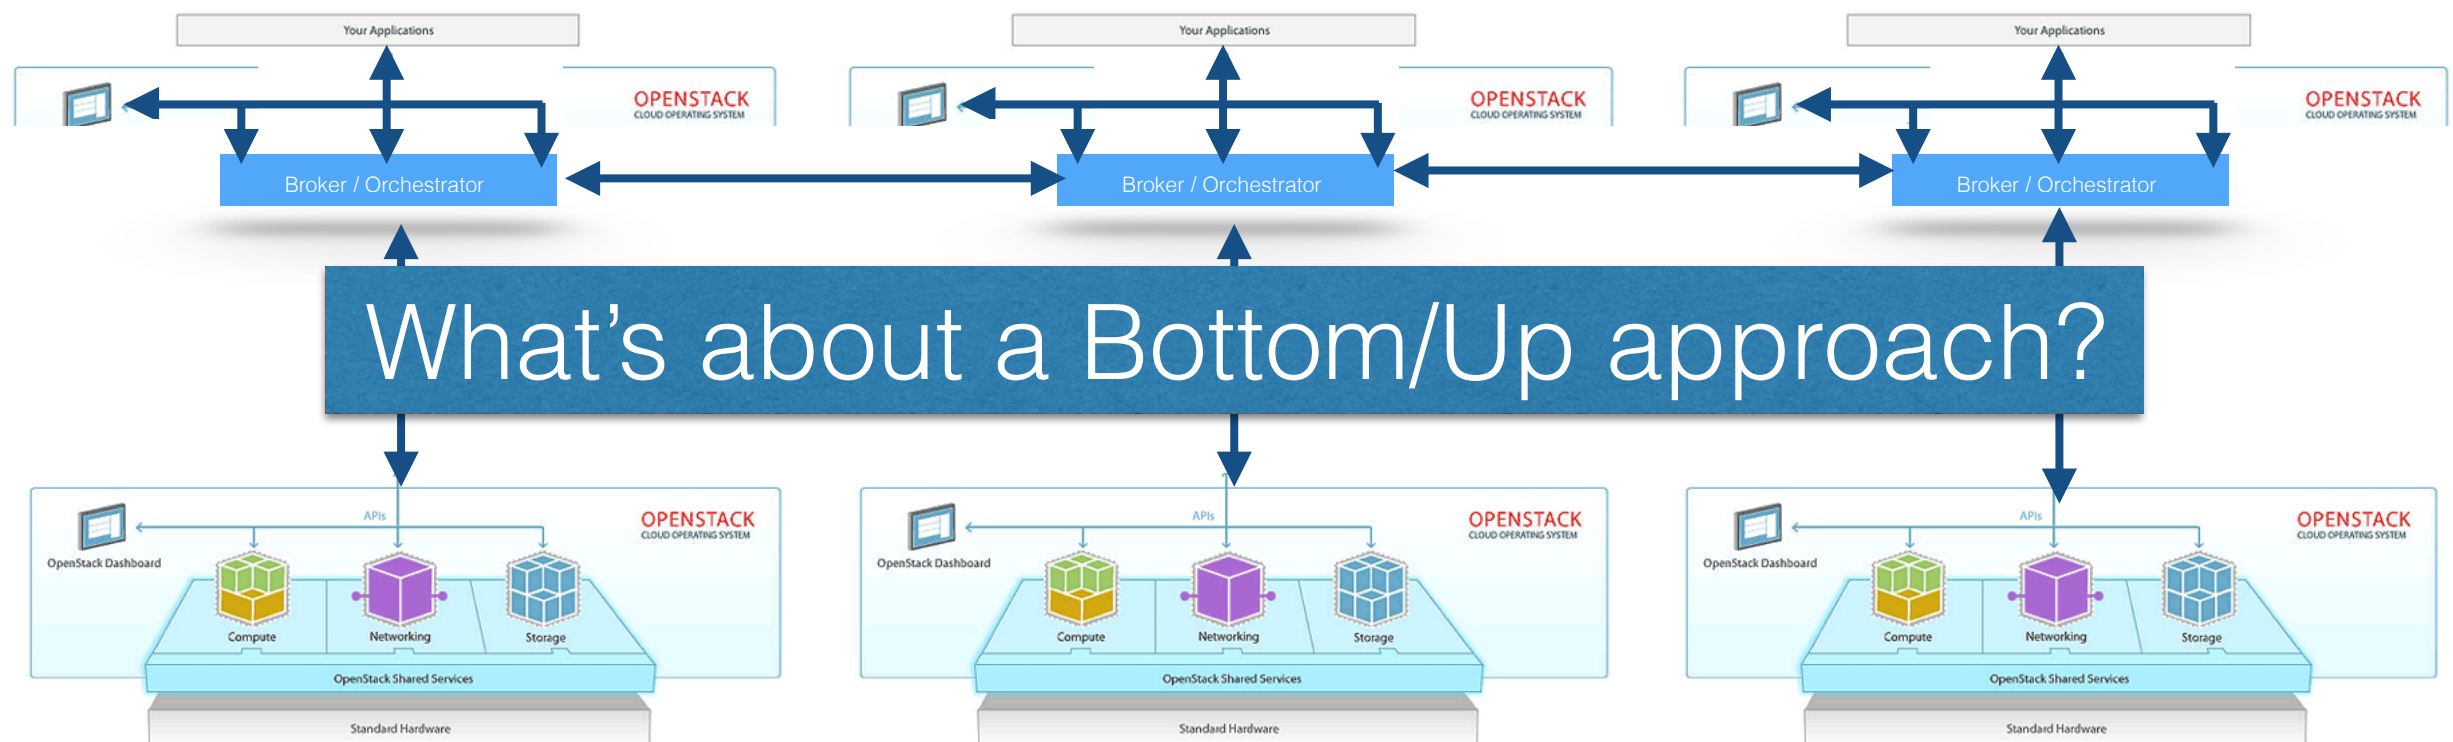 Your Applications
Your Applications
Your Applications
OPENSTACK
CLOUD OPERATING SYSTEM
OPENSTACK
CLOUD OPERATING SYSTEM
OPENSTACK
CLOUD OPERATING SYSTEM
Broker / Orchestrator
Broker / Orchestrator
Broker / Orchestrator
What’s about a Bottom/Up approach?
APIs
OPENSTACK
CLOUD OPERATING SYSTEM
OpenStack Dashboard
Compute
Networking
Storage
OpenStack Shared Services
Standard Hardware
APIs
OPENSTACK
CLOUD OPERATING SYSTEM
OpenStack Dashboard
Compute
Networking
Storage
OpenStack Shared Services
Standard Hardware
APIs
OPENSTACK
CLOUD OPERATING SYSTEM
OpenStack Dashboard
Compute
Networking
Storage
OpenStack Shared Services
Standard Hardware